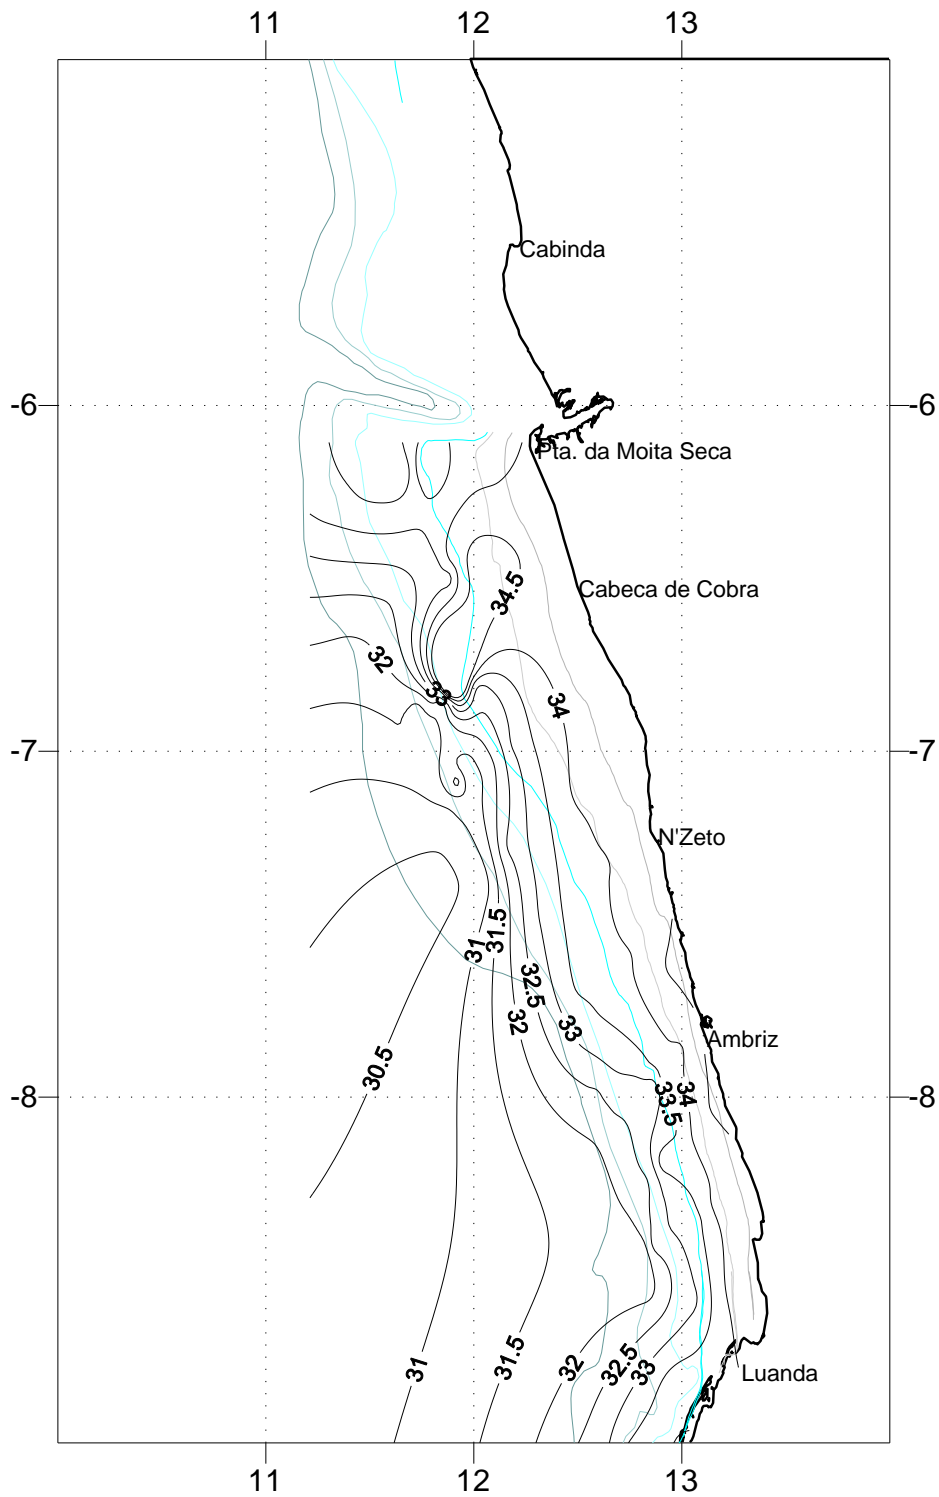 11 12 13
Cabinda
-6 -6
Pta. da Moita Seca
34.5
Cabeca de Cobra
32
33
34
-7 -7
N'Zeto
31.5
31
32.5
32
33
Ambriz
30.5
34
33.5
-8 -8
31.5
31
32
32.5
33
Luanda
11 12 13